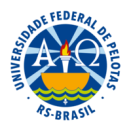 UNIVERSIDADE FEDERAL DE PELOTAS
AΩ
· RS-BRASIL ·